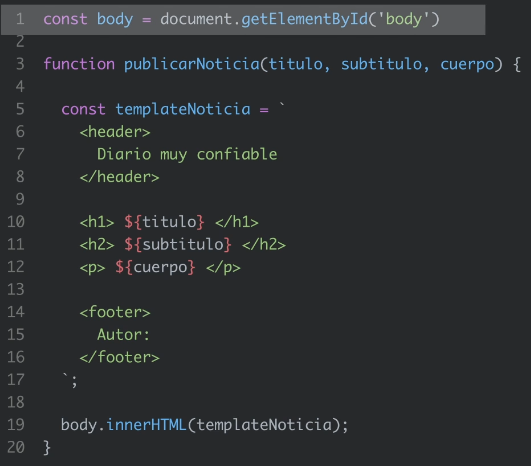 1 const body = document.getElementById('body')
2
3 function publicarNoticia(titulo, subtitulo, cuerpo) {
4
5   const templateNoticia = `
6     <header>
7       Diario muy confiable
8     </header>
9
10     <h1> ${titulo} </h1>
11     <h2> ${subtitulo} </h2>
12     <p> ${cuerpo} </p>
13
14     <footer>
15       Autor:
16     </footer>
17   `;
18
19   body.innerHTML(templateNoticia);
20 }